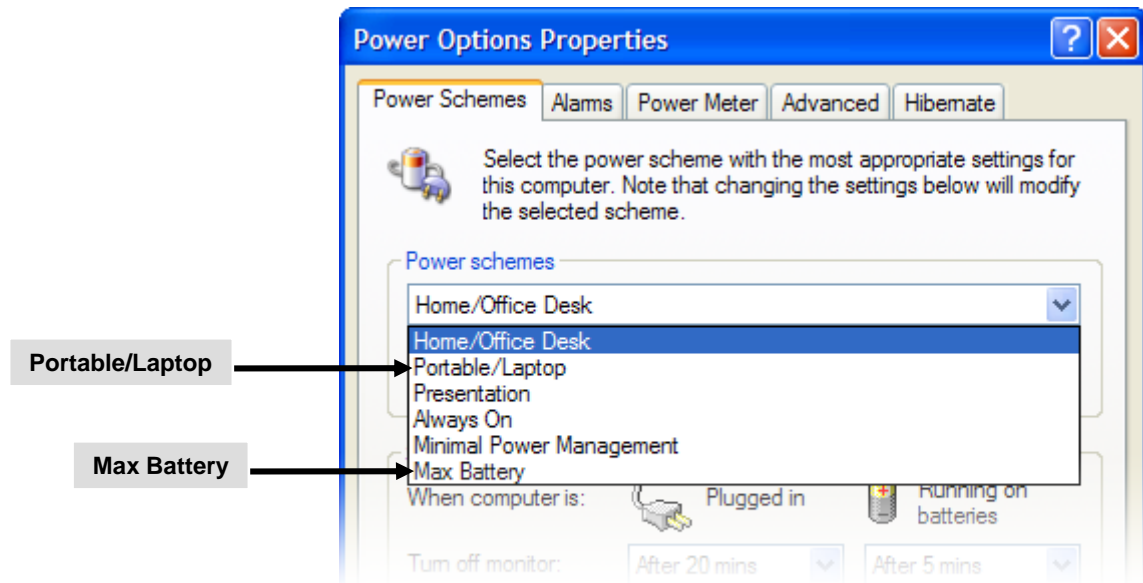 Power Options Properties
Power Schemes Alarms Power Meter Advanced Hibernate
Select the power scheme with the most appropriate settings for
this computer. Note that changing the settings below will modify
the selected scheme.
Power schemes
Home/Office Desk
Home/Office Desk
Portable/Laptop
Portable/Laptop
Presentation
Always On
Minimal Power Management
Max Battery
Max Battery
When computer is: Plugged in Running on
batteries
Turn off monitor: After 20 mins After 5 mins